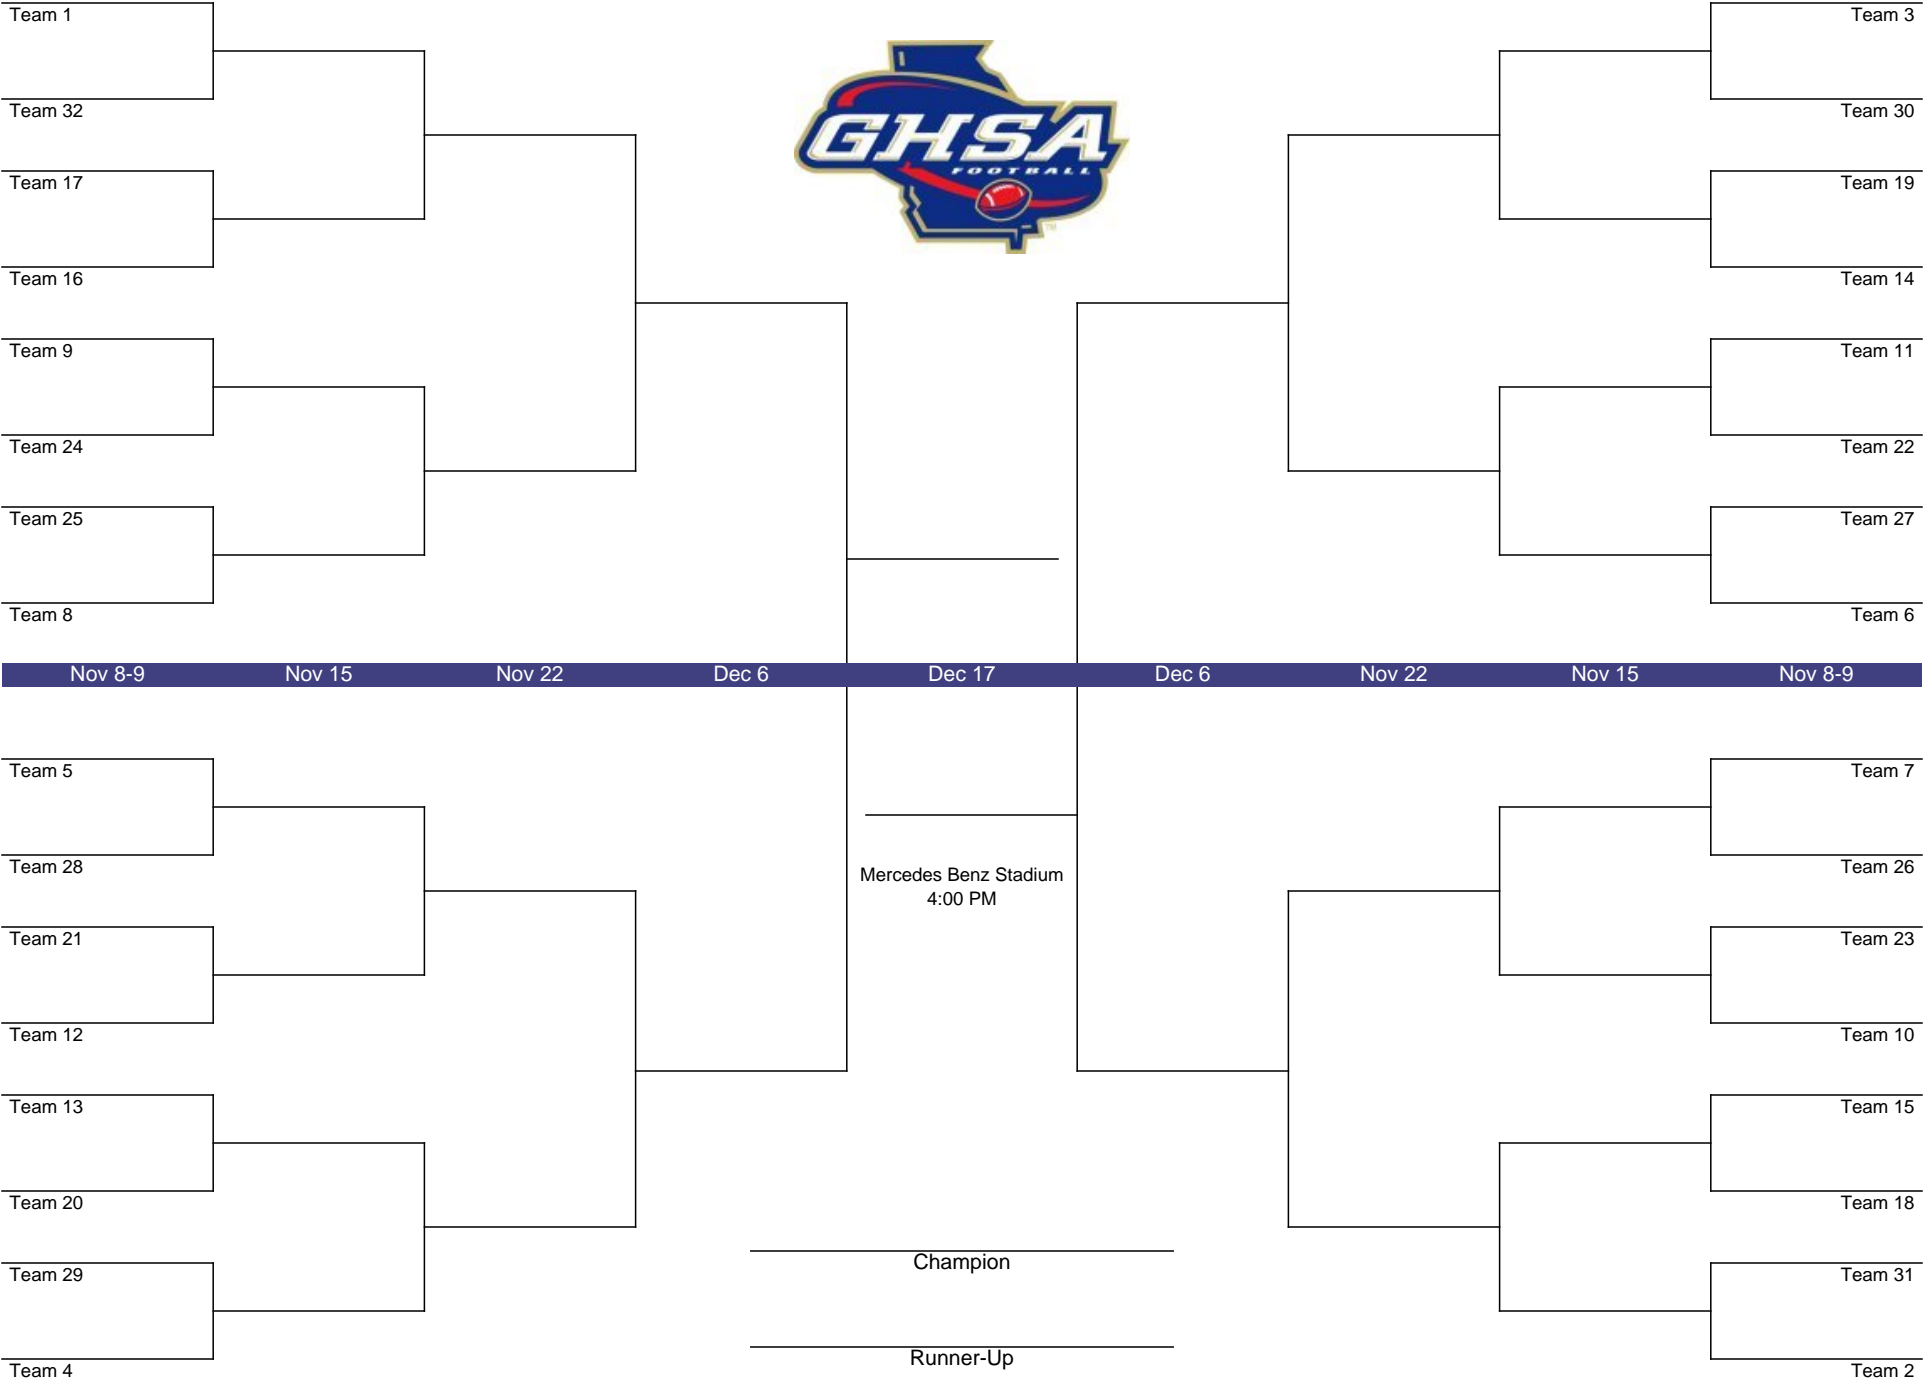 Team 1
Team 3
GHSA
FOOTBALL
TM
Team 32
Team 30
Team 17
Team 19
Team 16
Team 14
Team 9
Team 11
Team 24
Team 22
Team 25
Team 27
Team 8
Team 6
Nov 8-9 Nov 15 Nov 22 Dec 6 Dec 17 Dec 6 Nov 22 Nov 15 Nov 8-9
Team 5
Team 7
Team 28
Mercedes Benz Stadium
4:00 PM
Team 26
Team 21
Team 23
Team 12
Team 10
Team 13
Team 15
Team 20
Team 18
Champion
Team 29
Team 31
Runner-Up
Team 4
Team 2